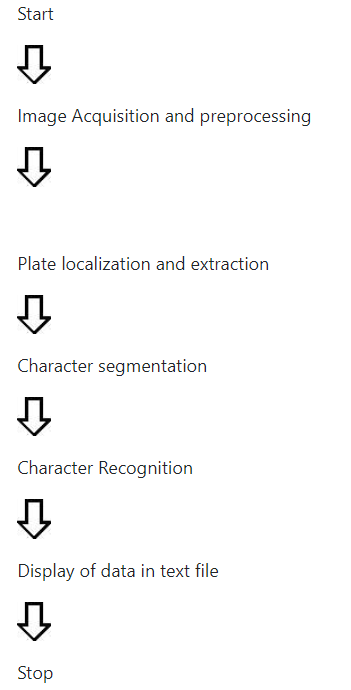 Start
Image Acquisition and preprocessing
Plate localization and extraction
Character segmentation
Character Recognition
Display of data in text file
Stop